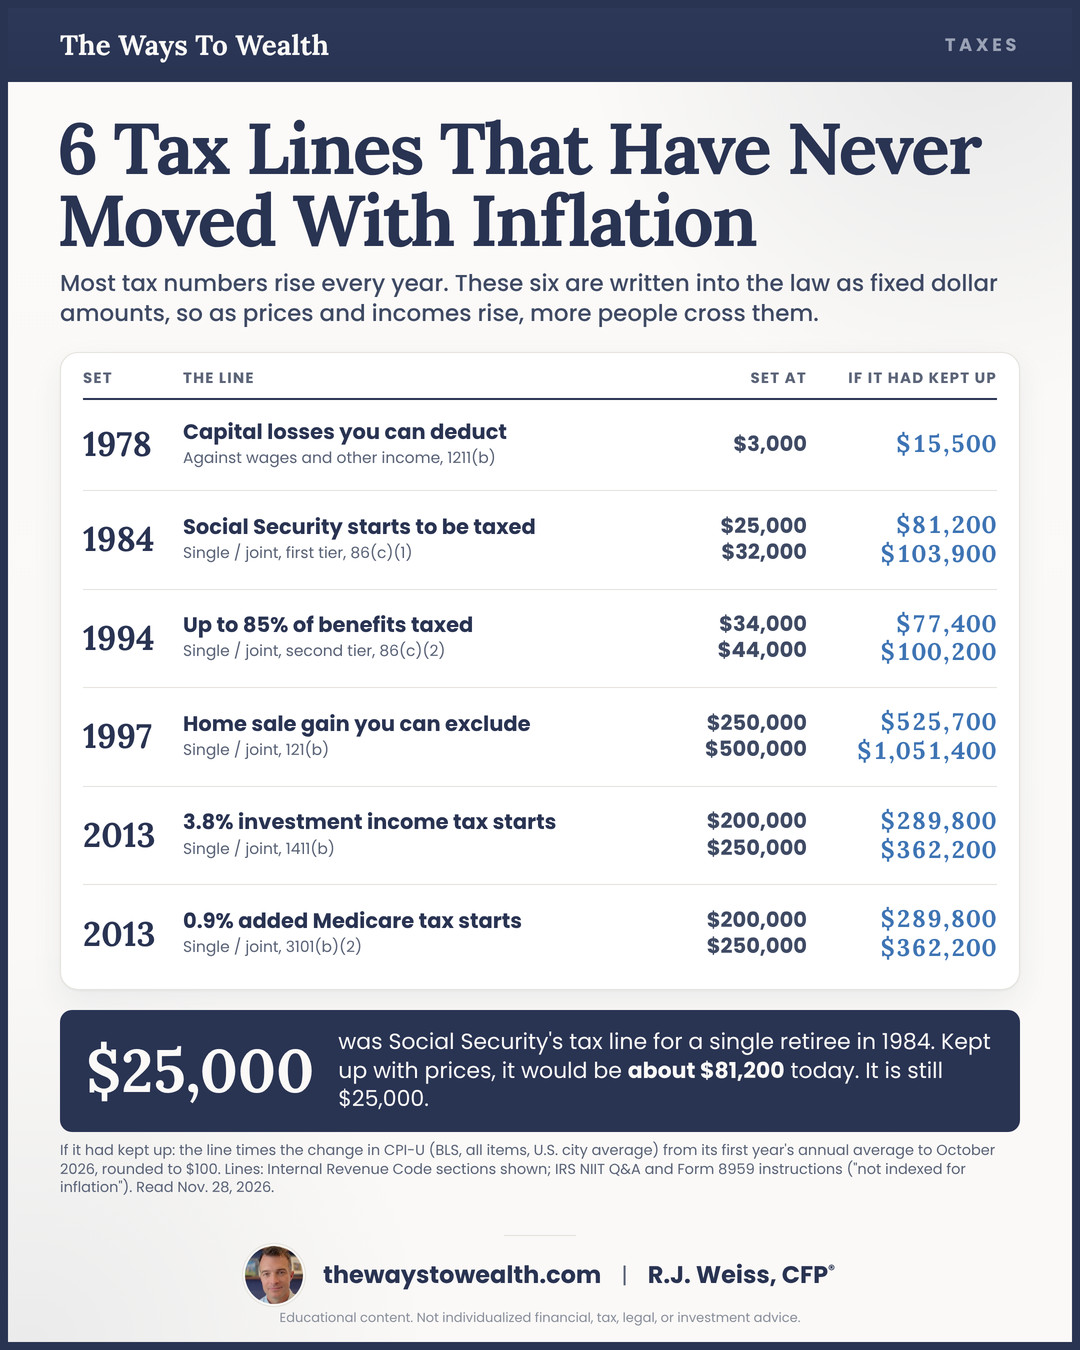 The Ways To Wealth
TAXES
6 Tax Lines That Have Never
Moved With Inflation
Most tax numbers rise every year. These six are written into the law as fixed dollar
amounts, so as prices and incomes rise, more people cross them.
SET THE LINE SET AT IF IT HAD KEPT UP
1978 Capital losses you can deduct $3,000 $15,500
Against wages and other income, 1211(b)
1984 Social Security starts to be taxed $25,000 $81,200
Single / joint, first tier, 86(c)(1) $32,000 $103,900
1994 Up to 85% of benefits taxed $34,000 $77,400
Single / joint, second tier, 86(c)(2) $44,000 $100,200
1997 Home sale gain you can exclude $250,000 $525,700
Single / joint, 121(b) $500,000 $1,051,400
2013 3.8% investment income tax starts $200,000 $289,800
Single / joint, 1411(b) $250,000 $362,200
2013 0.9% added Medicare tax starts $200,000 $289,800
Single / joint, 3101(b)(2) $250,000 $362,200
$25,000
was Social Security's tax line for a single retiree in 1984. Kept
up with prices, it would be about $81,200 today. It is still
$25,000.
If it had kept up: the line times the change in CPI-U (BLS, all items, U.S. city average) from its first year's annual average to October
2026, rounded to $100. Lines: Internal Revenue Code sections shown; IRS NIIT Q&A and Form 8959 instructions ("not indexed for
inflation"). Read Nov. 28, 2026.
thewaystowealth.com | R.J. Weiss, CFP®
Educational content. Not individualized financial, tax, legal, or investment advice.